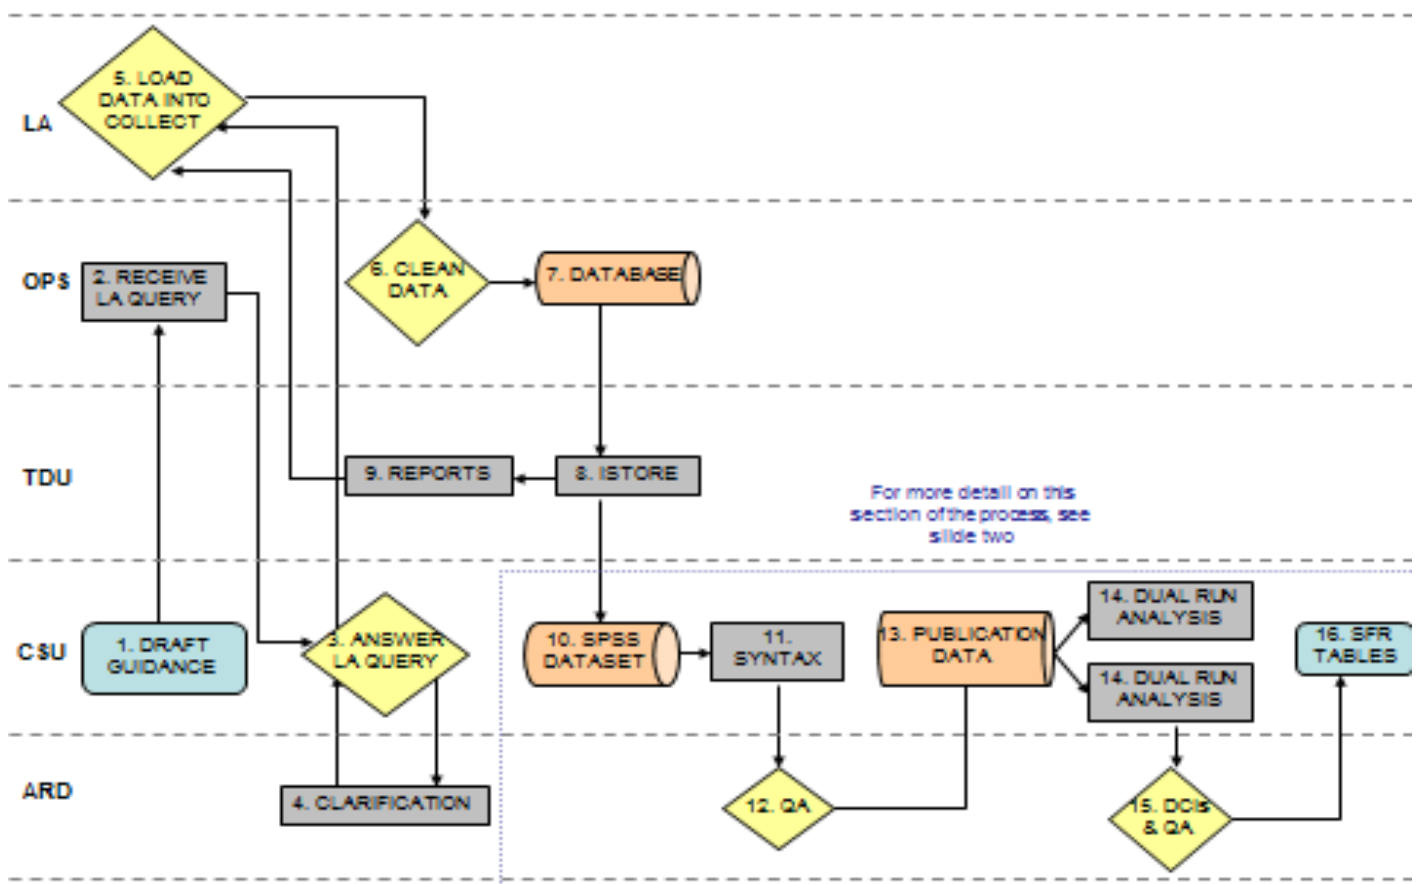 5. LOAD
DATA INTO
COLLECT
LA
OPS
2. RECEIVE
LA QUERY
6. CLEAN
DATA
7. DATABASE
TDU
9. REPORTS
8. ISTORE
For more detail on this
section of the process, see
slide two
CSU
1. DRAFT
GUIDANCE
3. ANSWER
LA QUERY
10. SPSS
DATASET
11.
SYNTAX
13. PUBLICATION
DATA
14. DUAL RUN
ANALYSIS
14. DUAL RUN
ANALYSIS
16. SFR
TABLES
ARD
4. CLARIFICATION
12. QA
15. DCIs
& QA